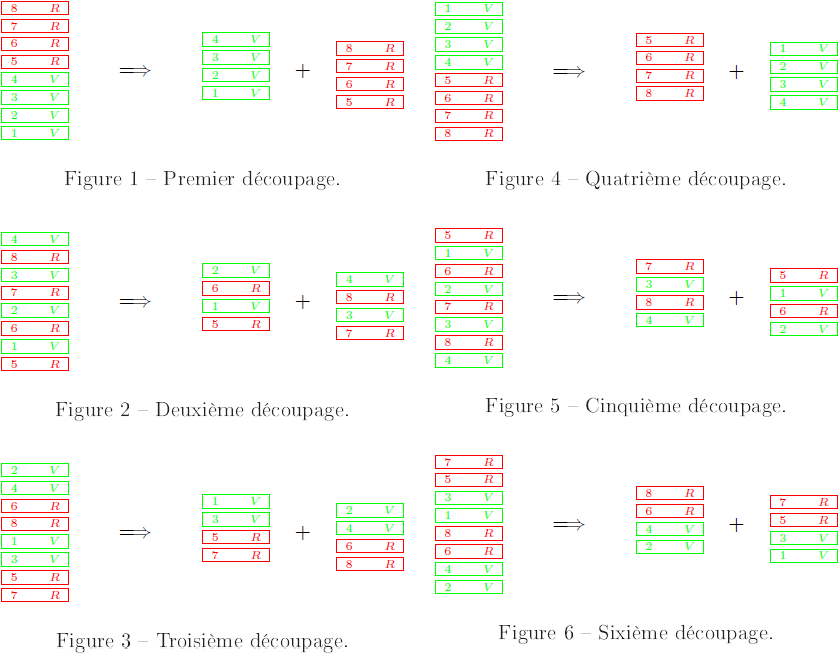 8 R
7 R
6 R
5 R
4 V
3 V
2 V
1 V
⟹
4 V
3 V
2 V
1 V
+
8 R
7 R
6 R
5 R
Figure 1 – Premier découpage.
4 V
8 R
3 V
7 R
2 V
6 R
1 V
5 R
⟹
2 V
6 R
1 V
5 R
+
4 V
8 R
3 V
7 R
Figure 2 – Deuxième découpage.
2 V
4 V
6 R
8 R
1 V
3 V
5 R
7 R
⟹
1 V
3 V
5 R
7 R
+
2 V
4 V
6 R
8 R
Figure 3 – Troisième découpage.
1 V
2 V
3 V
4 V
5 R
6 R
7 R
8 R
⟹
5 R
6 R
7 R
8 R
+
1 V
2 V
3 V
4 V
Figure 4 – Quatrième découpage.
5 R
1 V
6 R
2 V
7 R
3 V
8 R
4 V
⟹
7 R
3 V
8 R
4 V
+
5 R
1 V
6 R
2 V
Figure 5 – Cinquième découpage.
7 R
5 R
3 V
1 V
8 R
6 R
4 V
2 V
⟹
8 R
6 R
4 V
2 V
+
7 R
5 R
3 V
1 V
Figure 6 – Sixième découpage.